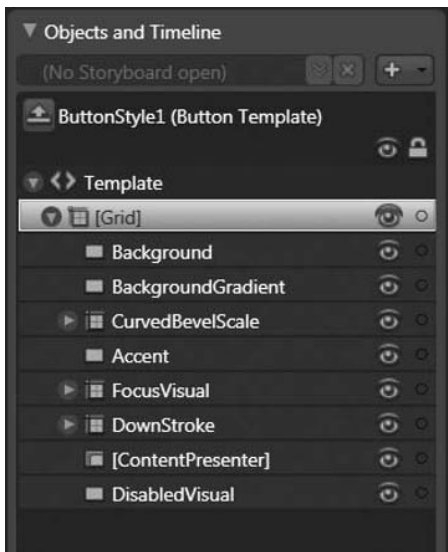 Objects and Timeline
(No Storyboard open)
ButtonStyle1 (Button Template)
Template
[Grid]
Background
BackgroundGradient
CurvedBevelScale
Accent
FocusVisual
DownStroke
[ContentPresenter]
DisabledVisual